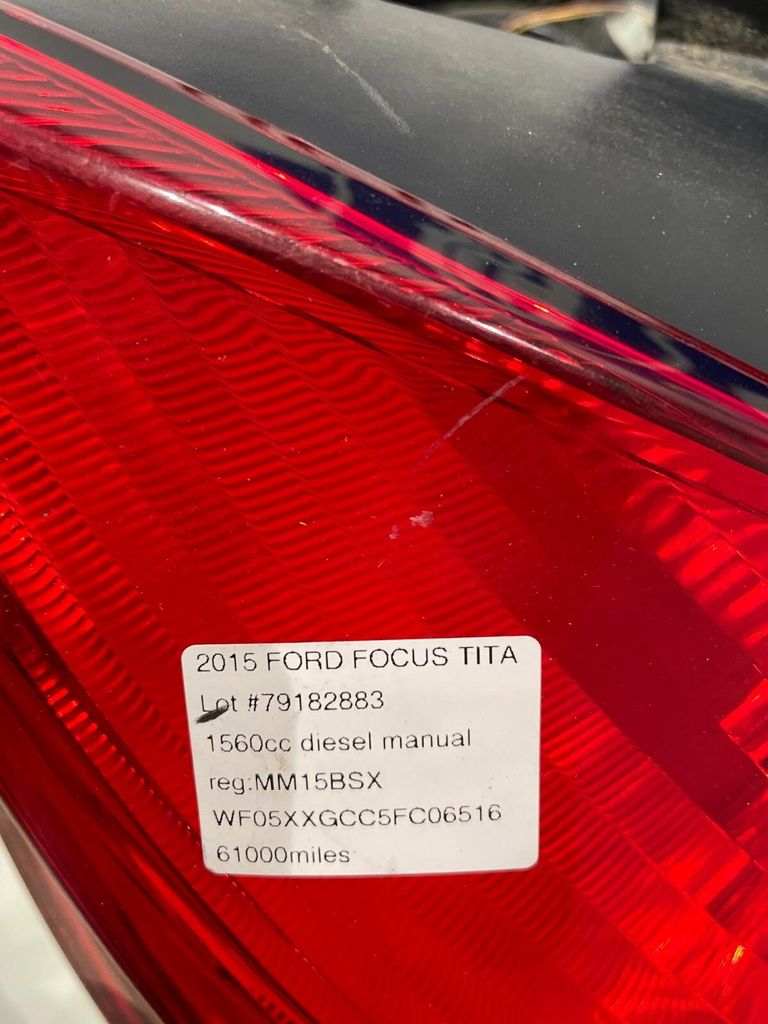 2015 FORD FOCUS TITA
Lot #79182883
1560cc diesel manual
reg:MM15BSX
WF05XXGCC5FC06516
61000miles